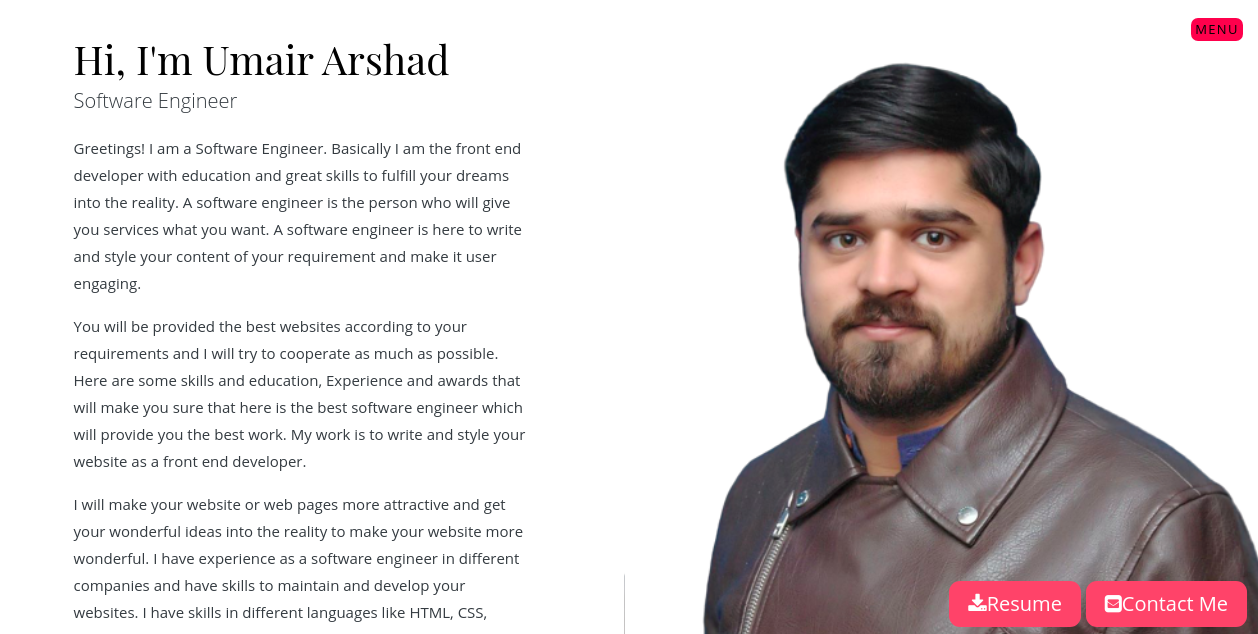 MENU
Hi, I'm Umair Arshad
Software Engineer
Greetings! I am a Software Engineer. Basically I am the front end
developer with education and great skills to fulfill your dreams
into the reality. A software engineer is the person who will give
you services what you want. A software engineer is here to write
and style your content of your requirement and make it user
engaging.
You will be provided the best websites according to your
requirements and I will try to cooperate as much as possible.
Here are some skills and education, Experience and awards that
will make you sure that here is the best software engineer which
will provide you the best work. My work is to write and style your
website as a front end developer.
I will make your website or web pages more attractive and get
your wonderful ideas into the reality to make your website more
wonderful. I have experience as a software engineer in different
companies and have skills to maintain and develop your
websites. I have skills in different languages like HTML, CSS,
Resume
Contact Me